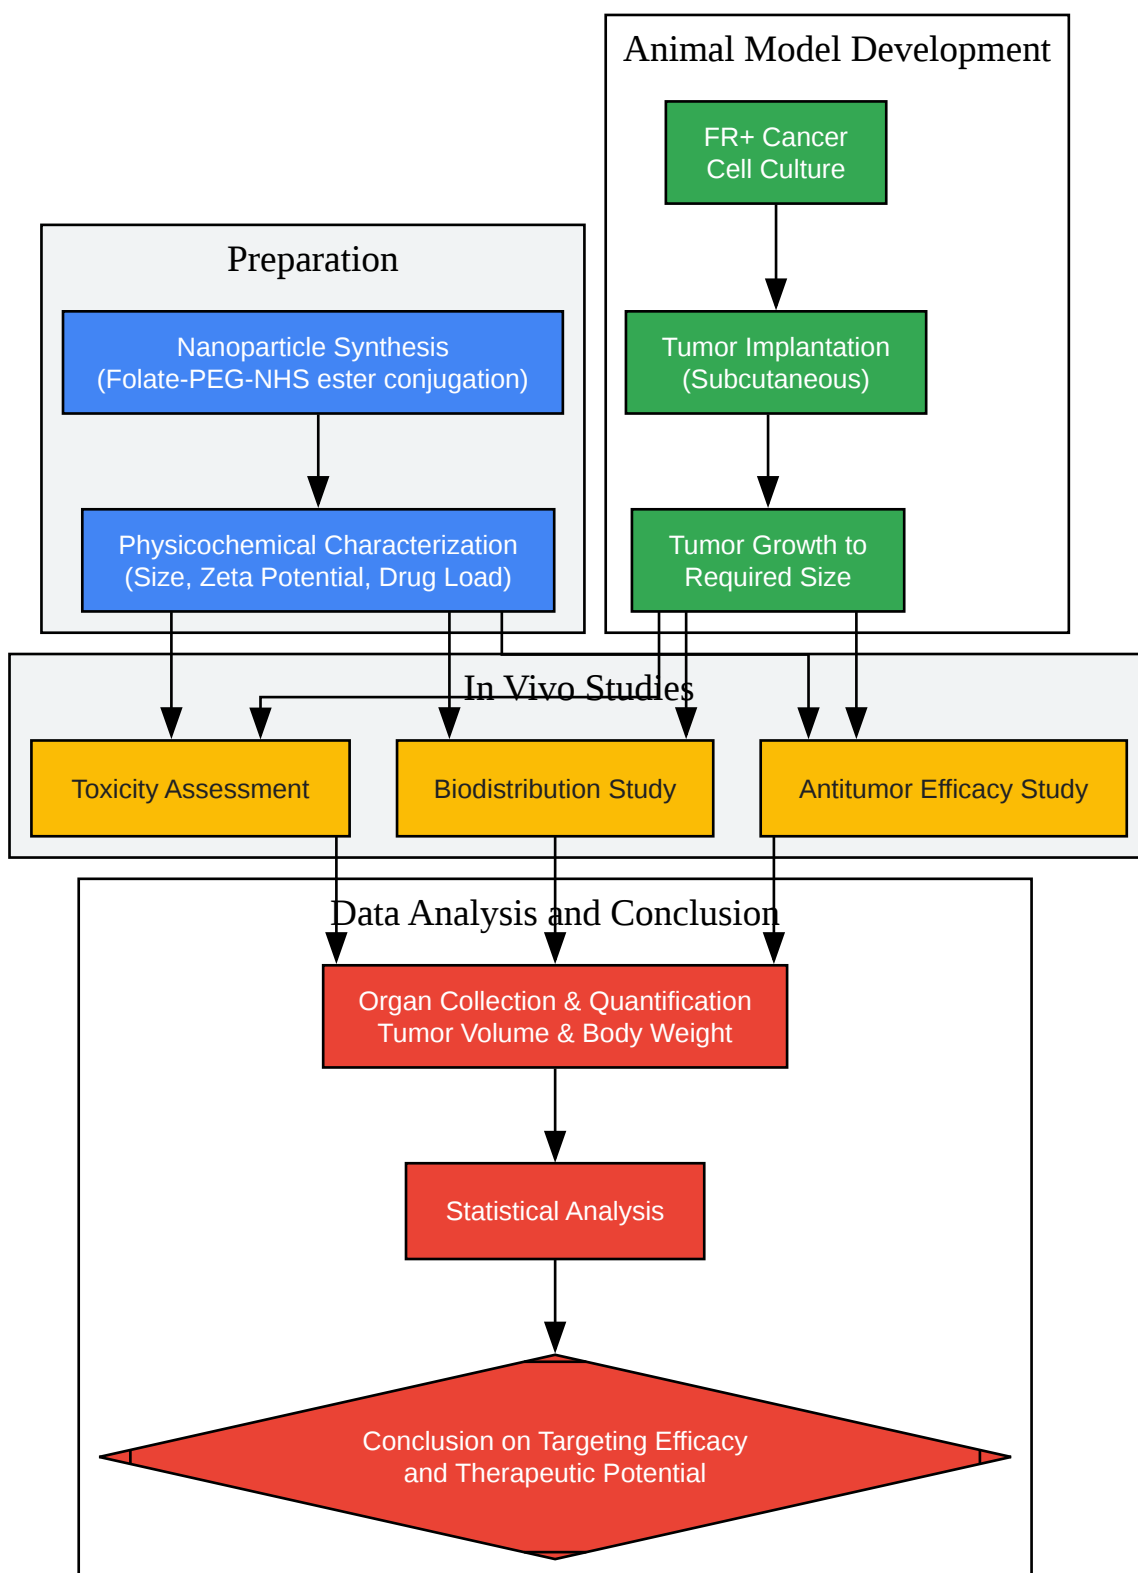 Animal Model Development
FR+ Cancer
Cell Culture
Preparation
Nanoparticle Synthesis
(Folate-PEG-NHS ester conjugation)
Tumor Implantation
(Subcutaneous)
Physicochemical Characterization
(Size, Zeta Potential, Drug Load)
Tumor Growth to
Required Size
In Vivo Studies
Toxicity Assessment
Biodistribution Study
Antitumor Efficacy Study
Data Analysis and Conclusion
Organ Collection & Quantification
Tumor Volume & Body Weight
Statistical Analysis
Conclusion on Targeting Efficacy
and Therapeutic Potential